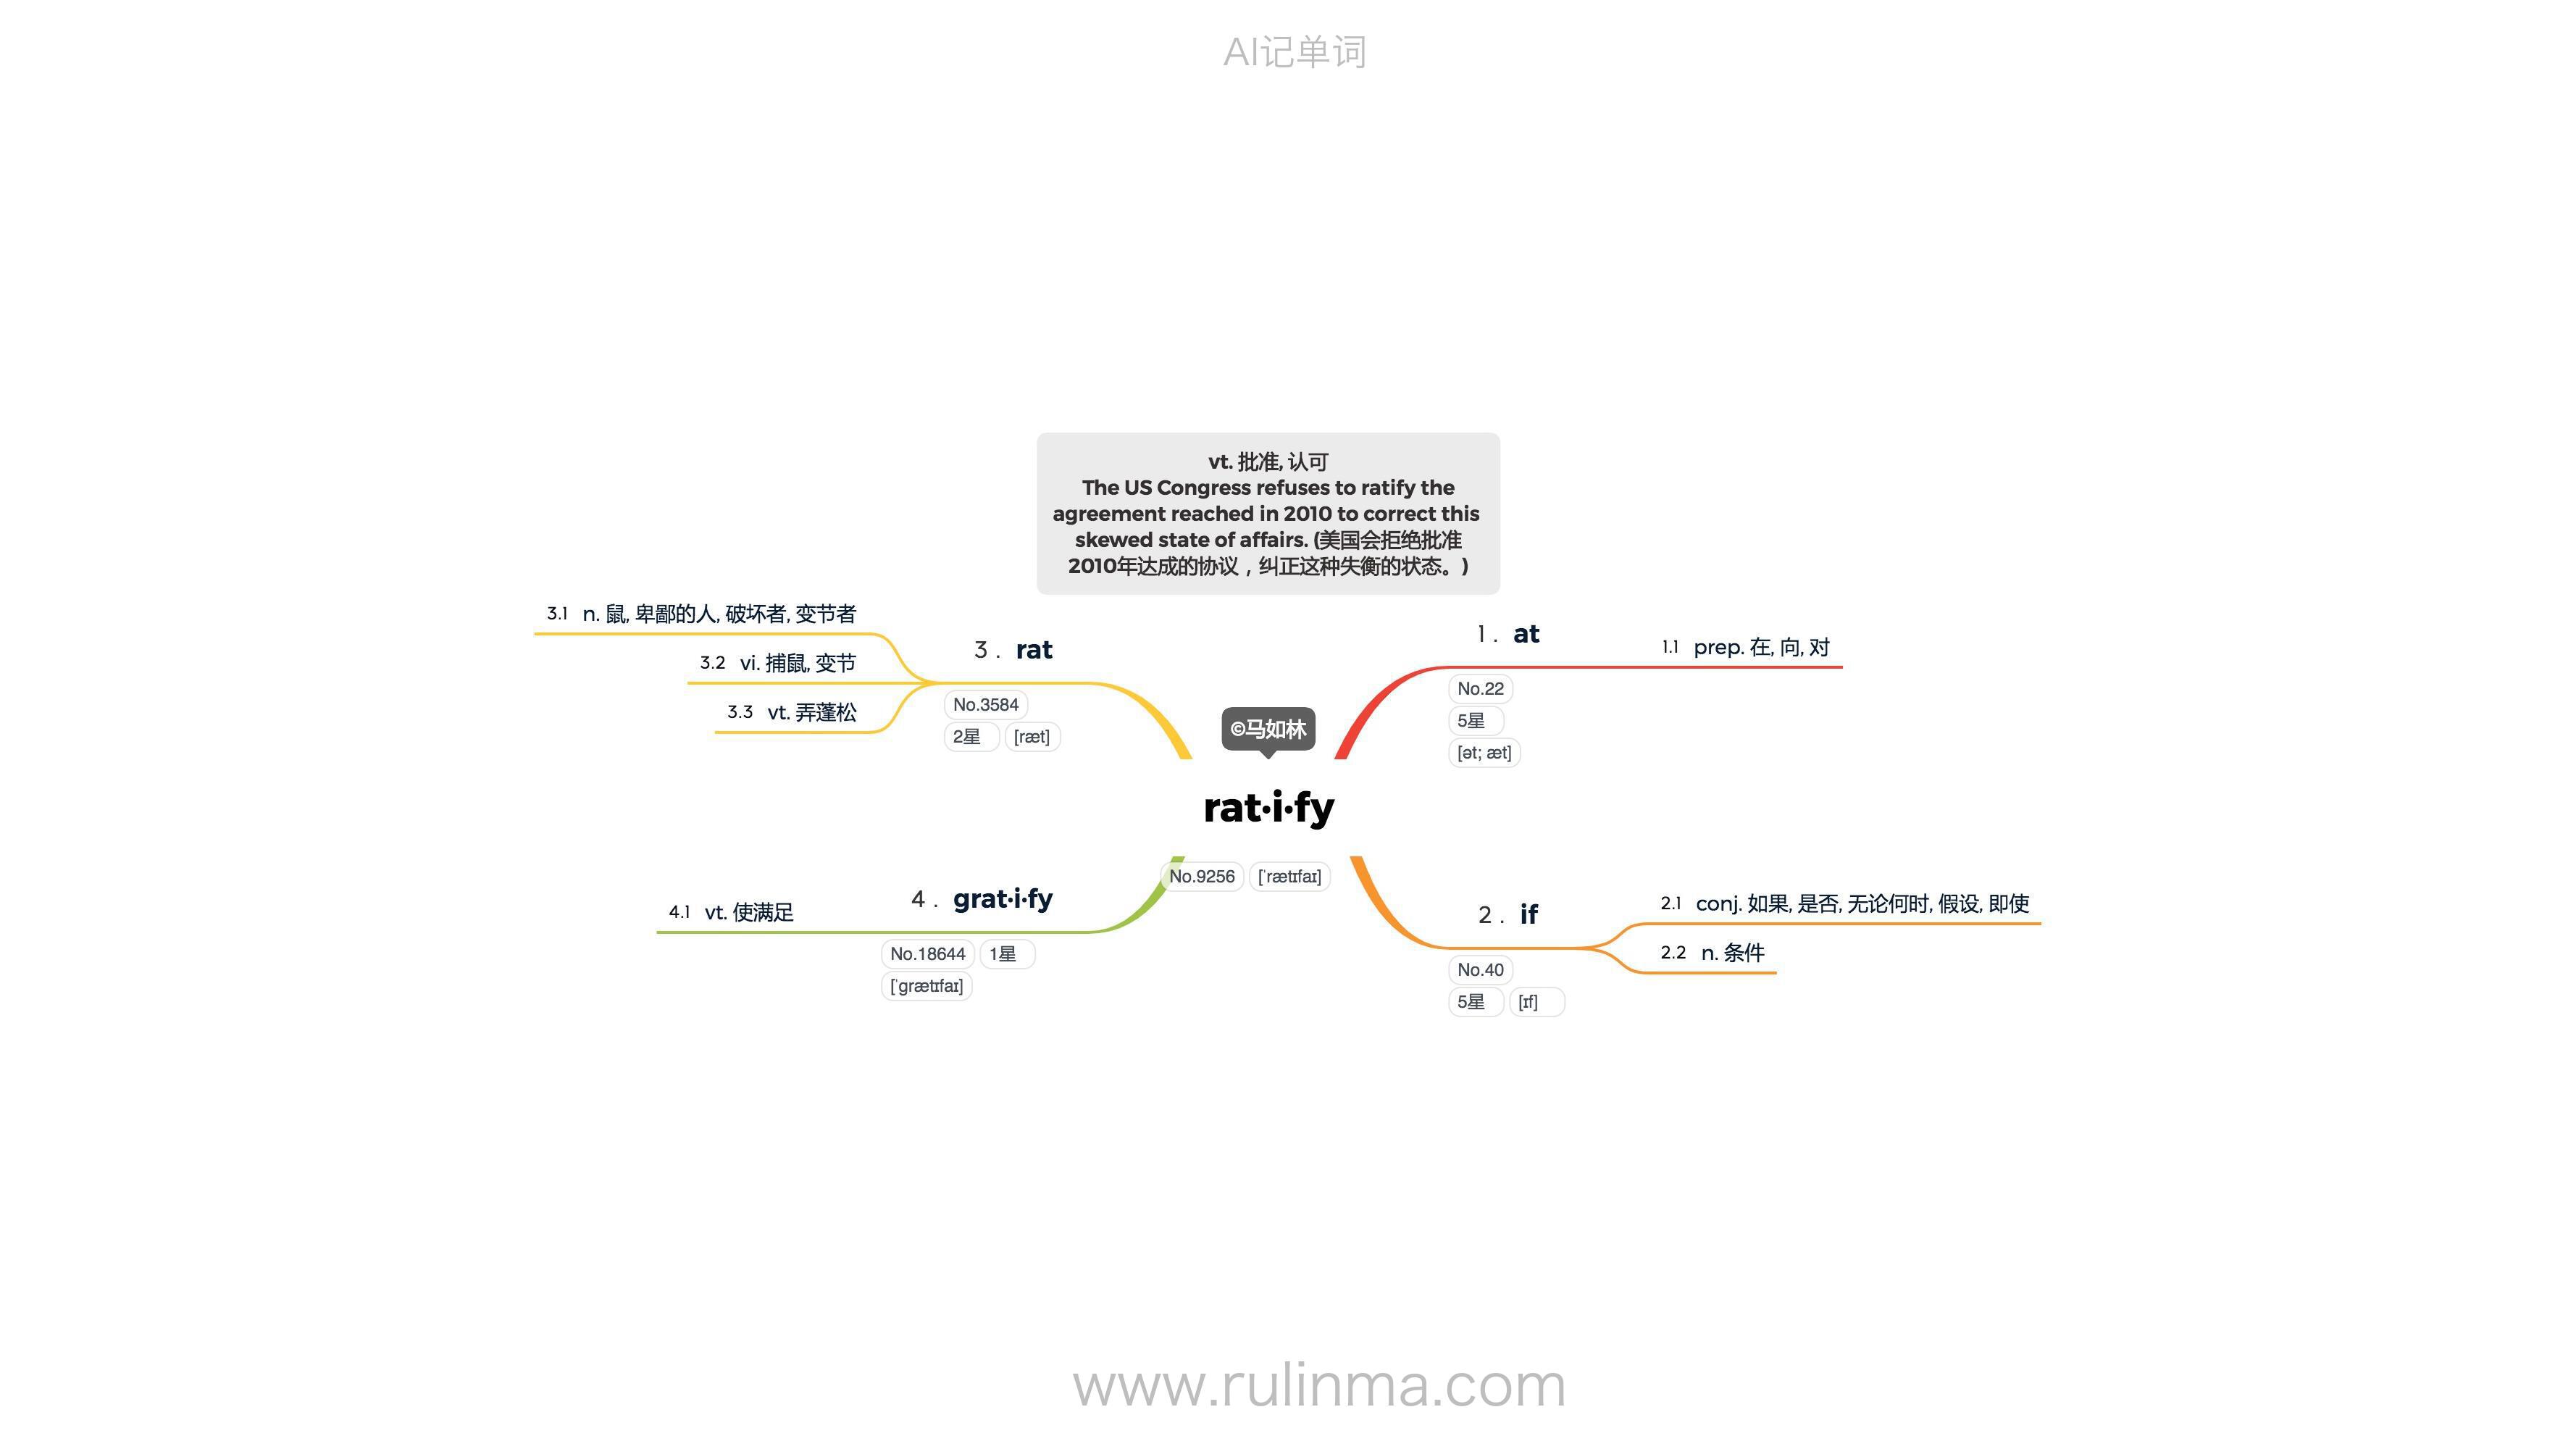 AI记单词
vt. 批准, 认可
The US Congress refuses to ratify the
agreement reached in 2010 to correct this
skewed state of affairs. (美国会拒绝批准
2010年达成的协议，纠正这种失衡的状态。)
©马如林
rat·i·fy
No.9256 [ˈrætɪfaɪ]
1. at
No.22
5星
[ət; æt]
1.1 prep. 在, 向, 对
2. if
No.40
5星 [ɪf]
2.1 conj. 如果, 是否, 无论何时, 假设, 即使
2.2 n. 条件
3. rat
No.3584
2星 [ræt]
3.1 n. 鼠, 卑鄙的人, 破坏者, 变节者
3.2 vi. 捕鼠, 变节
3.3 vt. 弄蓬松
4. grat·i·fy
No.18644 1星
[ˈɡrætɪfaɪ]
4.1 vt. 使满足
www.rulinma.com